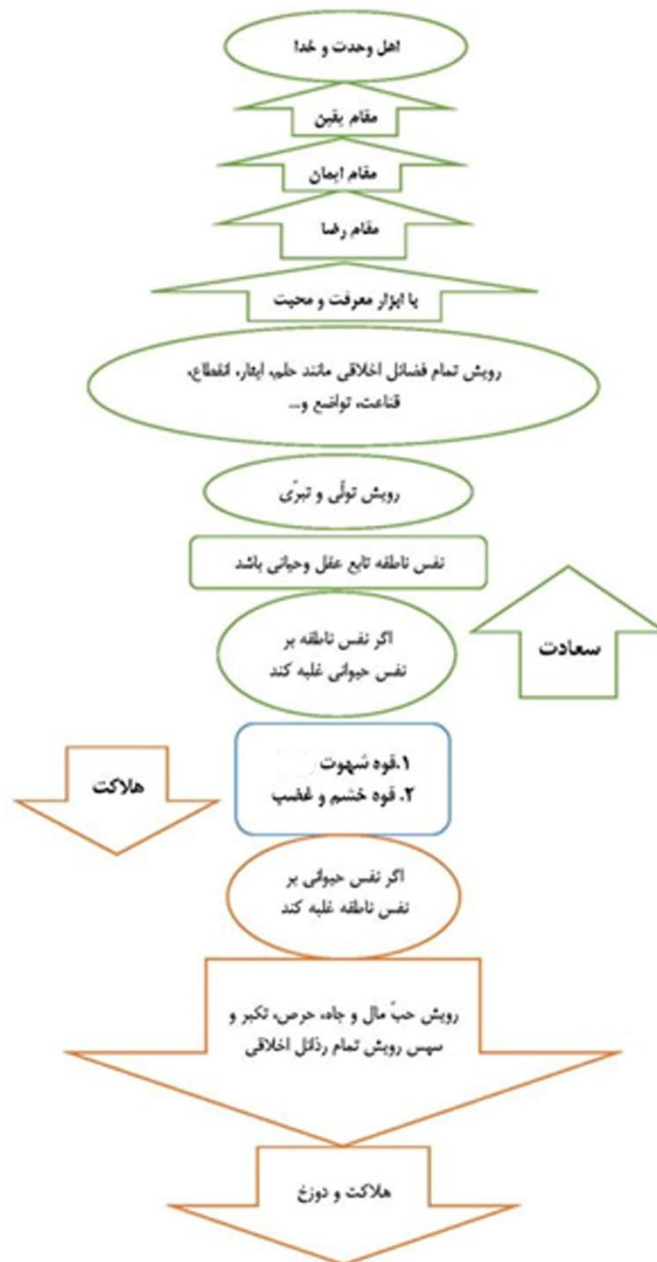 اهل وحدت و خدا
مقام یقین
مقام ایمان
مقام رضا
با ابزار معرفت و محبت
رویش تمام فضائل اخلاقی مانند حلم، ایثار، انقطاع،
قناعت، تواضع و...
رویش تولّی و تبرّی
نفس ناطقه تابع عقل وحیانی باشد
اگر نفس ناطقه بر
نفس حیوانی غلبه کند
سعادت
۱.قوه شهوت
۲. قوه خشم و غضب
هلاکت
اگر نفس حیوانی بر
نفس ناطقه غلبه کند
رویش حبّ مال و جاه، حرص، تکبر و
سپس رویش تمام رذائل اخلاقی
هلاکت و دوزخ